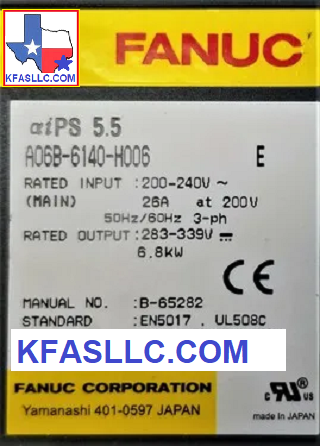 FANUC
KFASLLC.COM
αiPS 5.5
A06B-6140-H006 E
RATED INPUT :200-240V ~
(MAIN) 26A at 200V
50Hz/60Hz 3-ph
RATED OUTPUT :283-339V ⎓
6.8KW
CE
MANUAL NO. :B-65282
STANDARD :EN5017 , UL508C
KFASLLC.COM
FANUC CORPORATION
Yamanashi 401-0597 JAPAN
c RU us
made in JAPAN